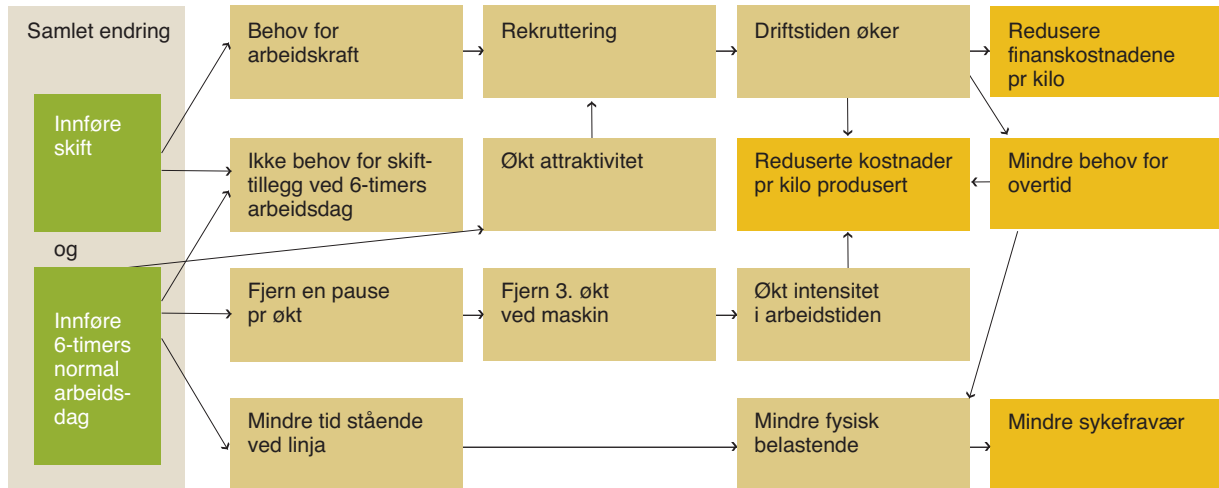 Samlet endring
Innføre
skift
og
Innføre
6-timers
normal
arbeids-
dag
Behov for
arbeidskraft
Rekruttering
Driftstiden øker
Redusere
finanskostnadene
pr kilo
Ikke behov for skift-
tillegg ved 6-timers
arbeidsdag
Økt attraktivitet
Reduserte kostnader
pr kilo produsert
Mindre behov for
overtid
Fjern en pause
pr økt
Fjern 3. økt
ved maskin
Økt intensitet
i arbeidstiden
Mindre tid stående
ved linja
Mindre fysisk
belastende
Mindre sykefravær